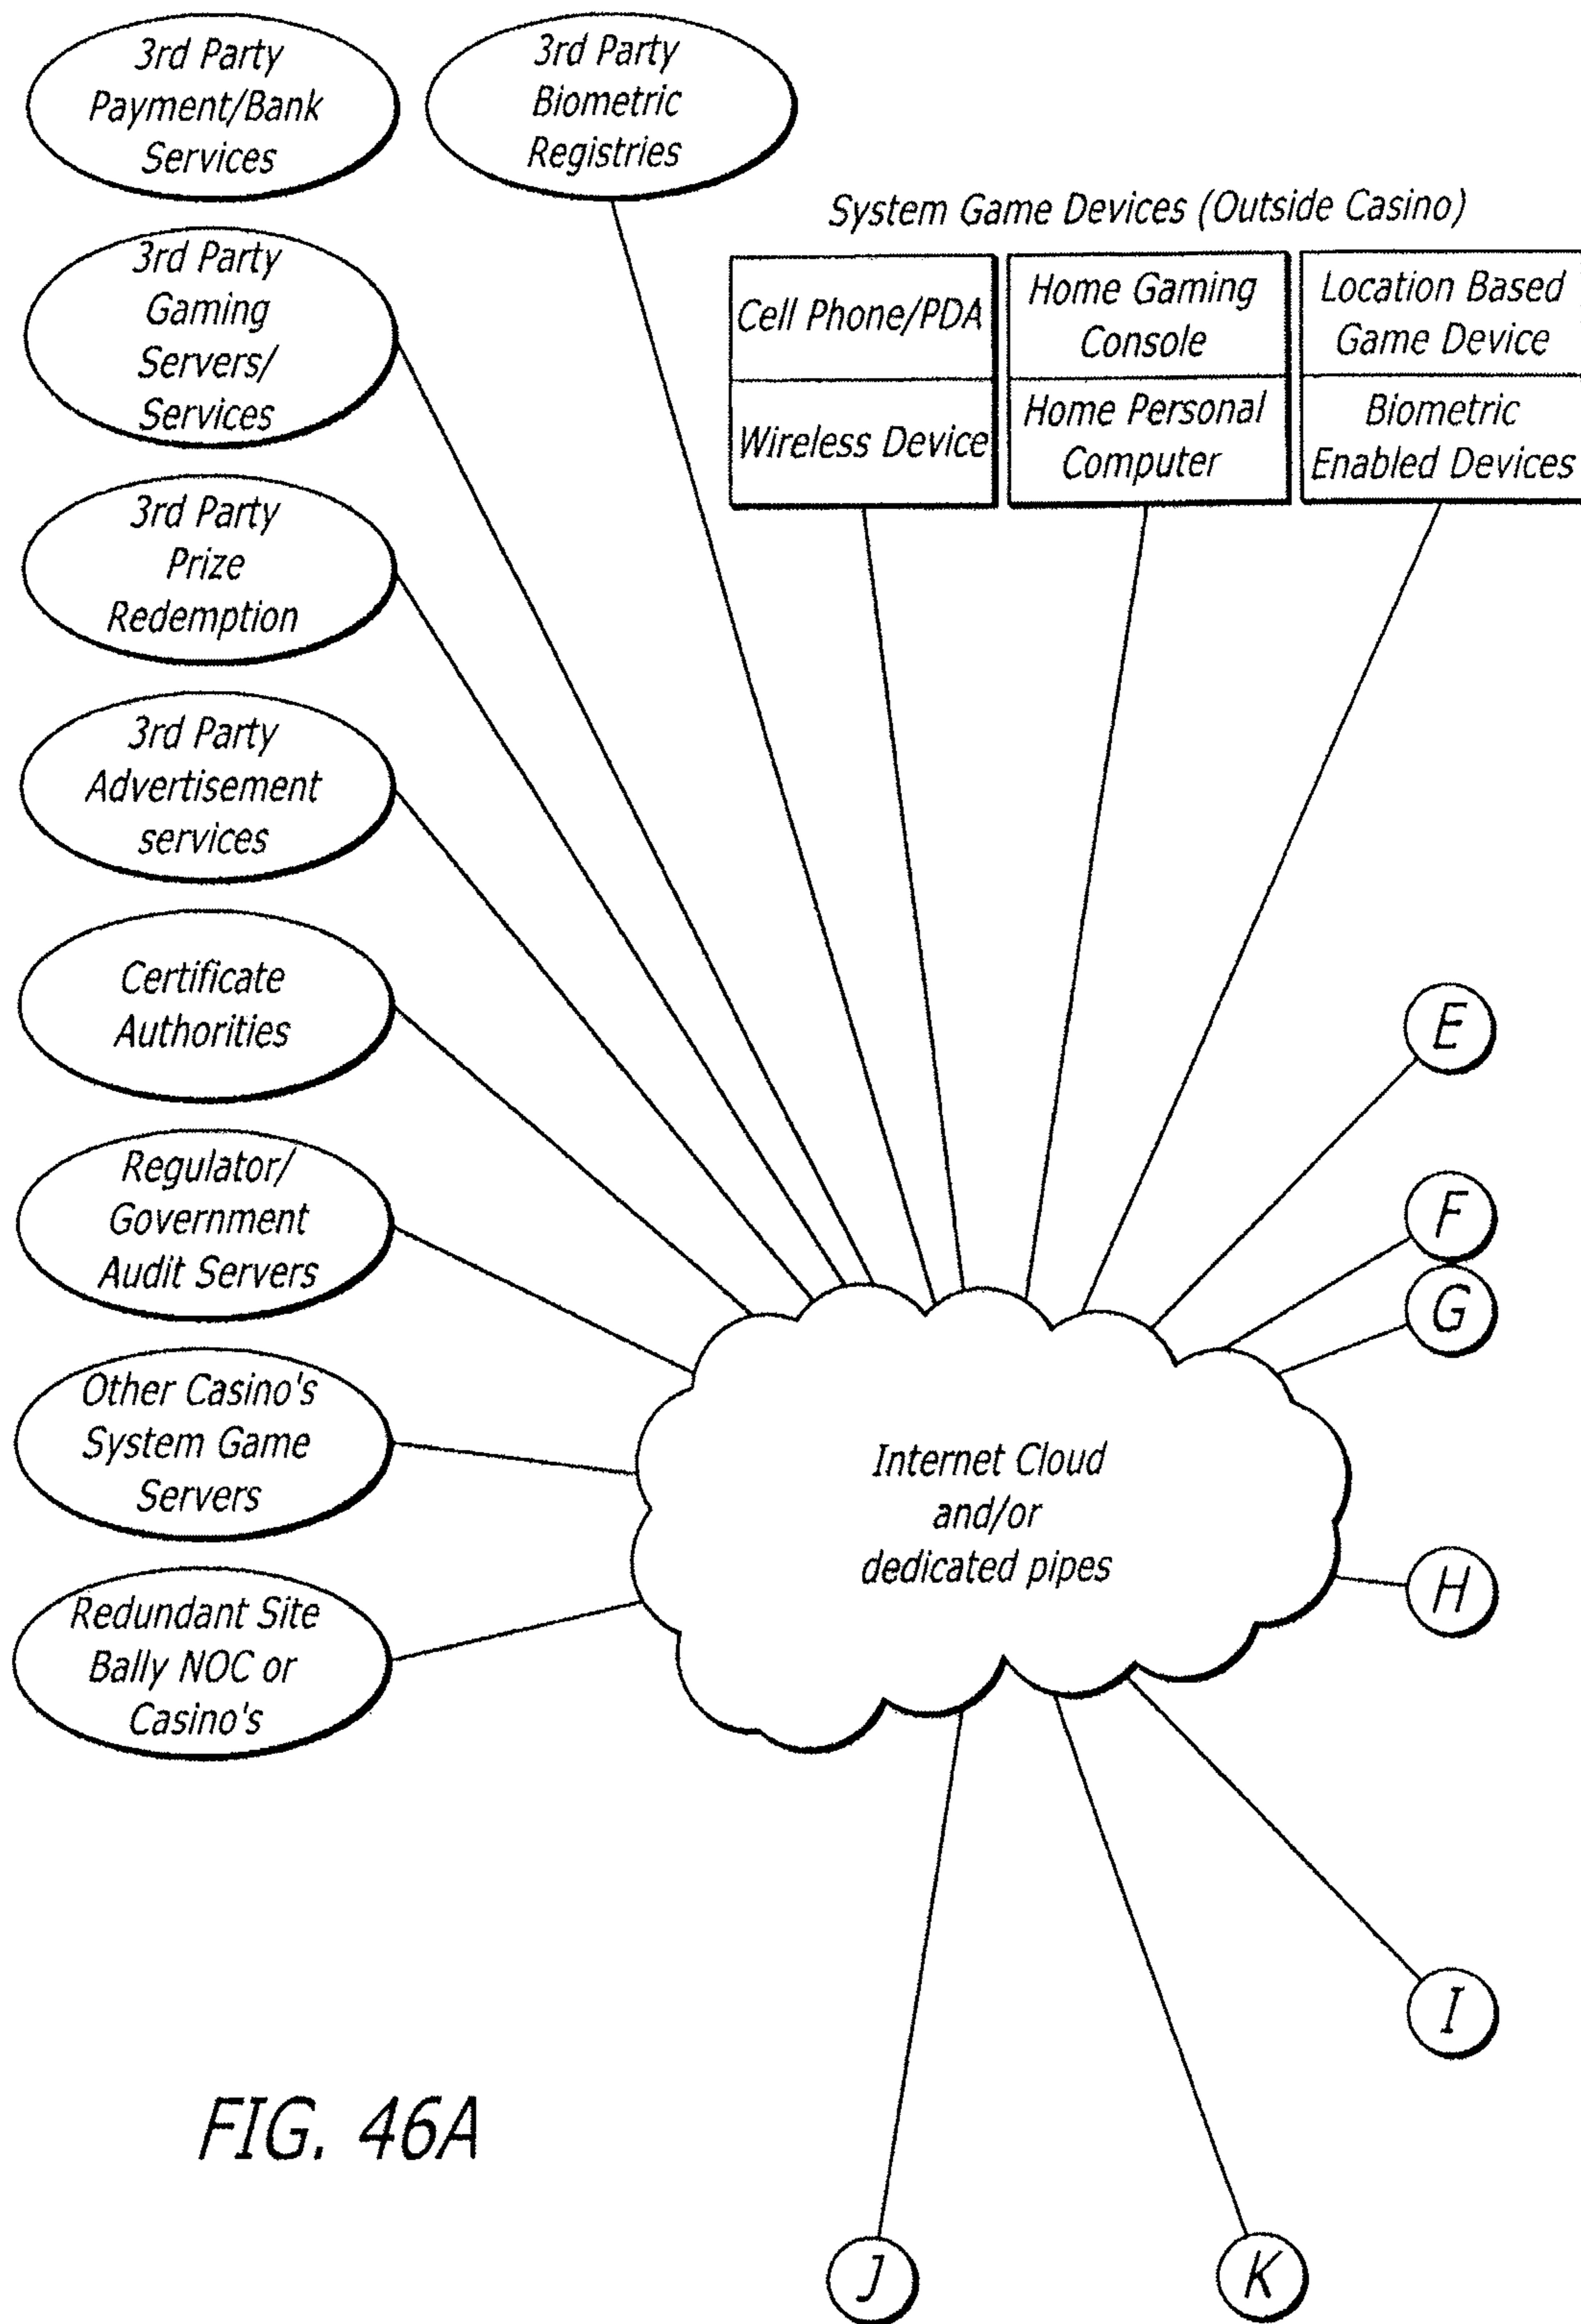 3rd Party
Payment/Bank
Services
3rd Party
Biometric
Registries
System Game Devices (Outside Casino)
Cell Phone/PDA
Wireless Device
Home Gaming
Console
Home Personal
Computer
Location Based
Game Device
Biometric
Enabled Devices
3rd Party
Gaming
Servers/
Services
3rd Party
Prize
Redemption
3rd Party
Advertisement
services
Certificate
Authorities
Regulator/
Government
Audit Servers
Other Casino's
System Game
Servers
Redundant Site
Bally NOC or
Casino's
E
F
G
Internet Cloud
and/or
dedicated pipes
H
I
J
K
FIG. 46A